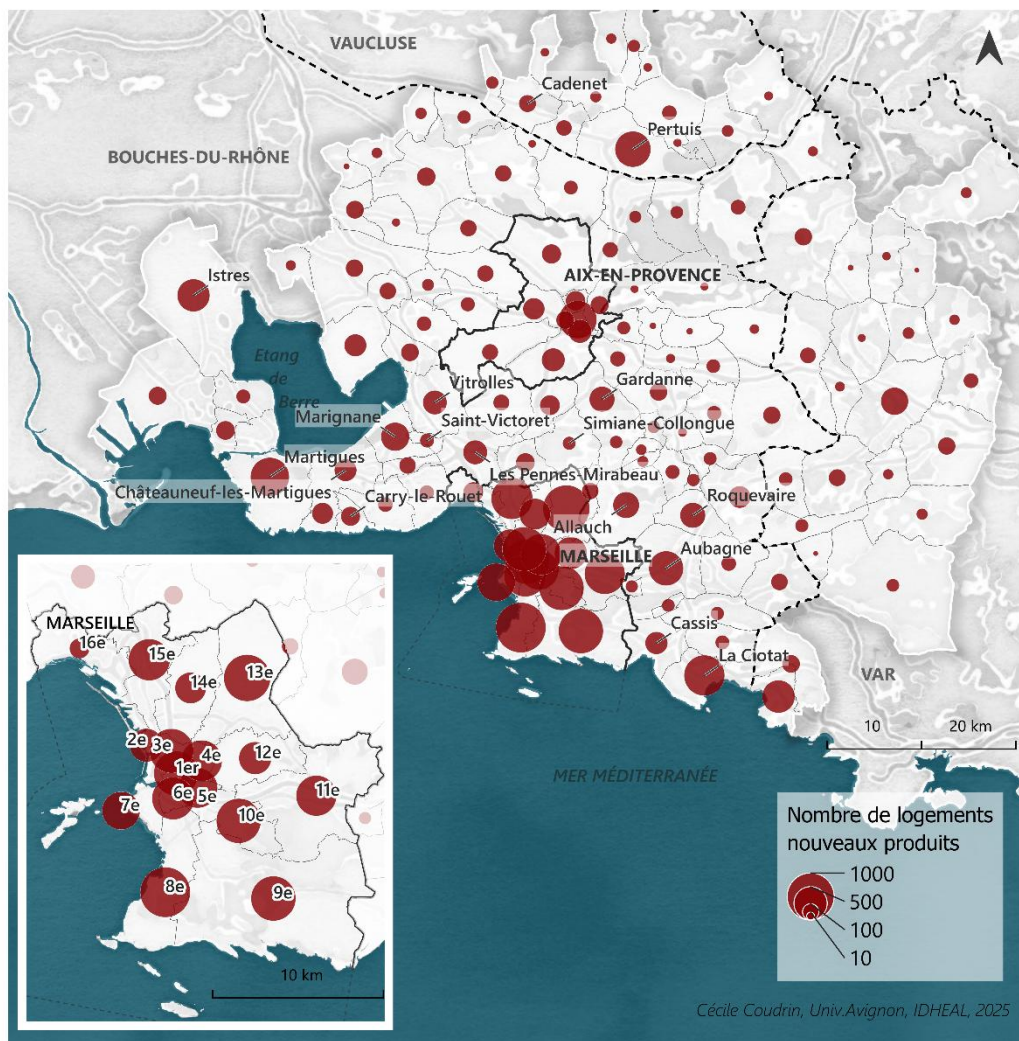 VAUCLUSE
Cadenet
Pertuis
BOUCHES-DU-RHÔNE
Istres
AIX-EN-PROVENCE
Etang
de
Berre
Vitrolles
Gardanne
Marignane
Saint-Victoret
Simiane-Collongue
Martigues
Les Pennes-Mirabeau
Châteauneuf-les-Martigues
Carry-le-Rouet
Roquevaire
Allauch
MARSEILLE
Aubagne
Cassis
La Ciotat
VAR
10
20 km
MER MÉDITERRANÉE
MARSEILLE
16e
15e
13e
14e
2e
3e
4e
12e
1er
11e
6e
5e
7e
10e
8e
9e
10 km
Nombre de logements
nouveaux produits
1000
500
100
10
Cécile Coudrin, Univ.Avignon, IDHEAL, 2025